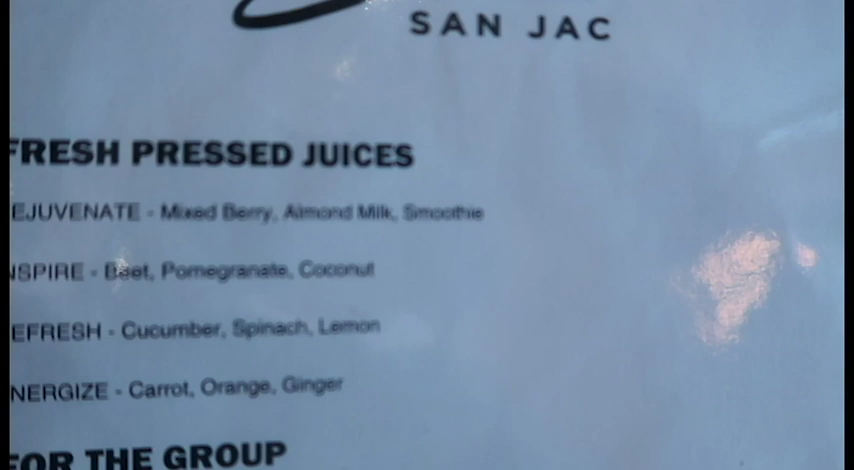 SAN JAC
FRESH PRESSED JUICES
EJUVENATE - Mixed Berry, Almond Milk, Smoothie
NSPIRE - Beet, Pomegranate, Coconut
EFRESH - Cucumber, Spinach, Lemon
NERGIZE - Carrot, Orange, Ginger
FOR THE GROUP